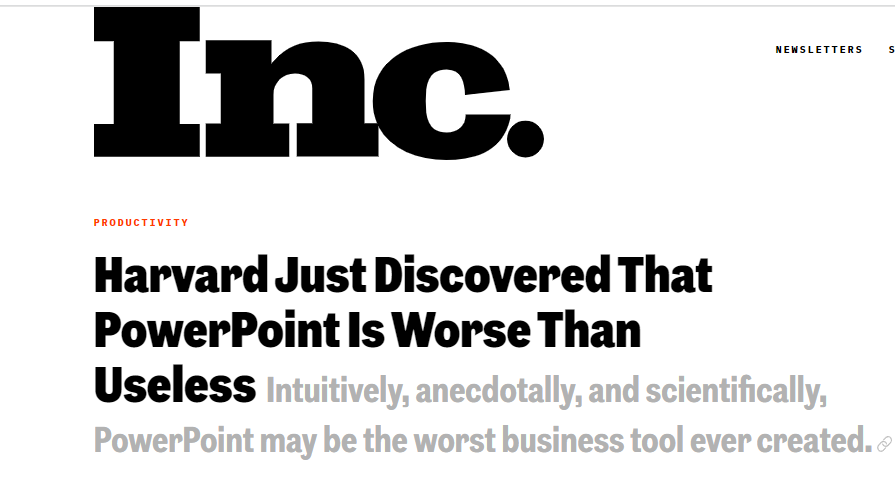 Inc.
NEWSLETTERS S
PRODUCTIVITY
Harvard Just Discovered That
PowerPoint Is Worse Than
Useless Intuitively, anecdotally, and scientifically,
PowerPoint may be the worst business tool ever created.